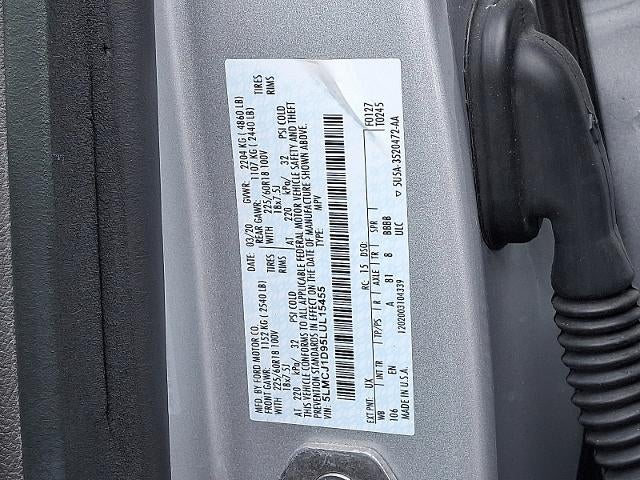 MFD. BY FORD MOTOR CO. DATE 03/20 GVWR: 2204 KG ( 4860 LB)
FRONT GAWR: 1152 KG ( 2540 LB) REAR GAWR: 1107 KG ( 2440 LB)
WITH 225/60R18 100V TIRES WITH 225/60R18 100V TIRES
18x7.5J RIMS 18x7.5J RIMS
AT 220 kPa/ 32 PSI COLD AT 220 kPa/ 32 PSI COLD
THIS VEHICLE CONFORMS TO ALL APPLICABLE FEDERAL MOTOR VEHICLE SAFETY AND THEFT
PREVENTION STANDARDS IN EFFECT ON THE DATE OF MANUFACTURE SHOWN ABOVE.
VIN: 5LMCJ1D95LUL15455 TYPE: MPV
F0127
T0245
EXT PNT: UX RC: 15 DSO:
WB INT TR TP/PS R AXLE TR SPR
106 EN A 81 8 BBBB
MADE IN U.S.A. 1202003104339 ULC
▽ 5U5A-3520472-AA